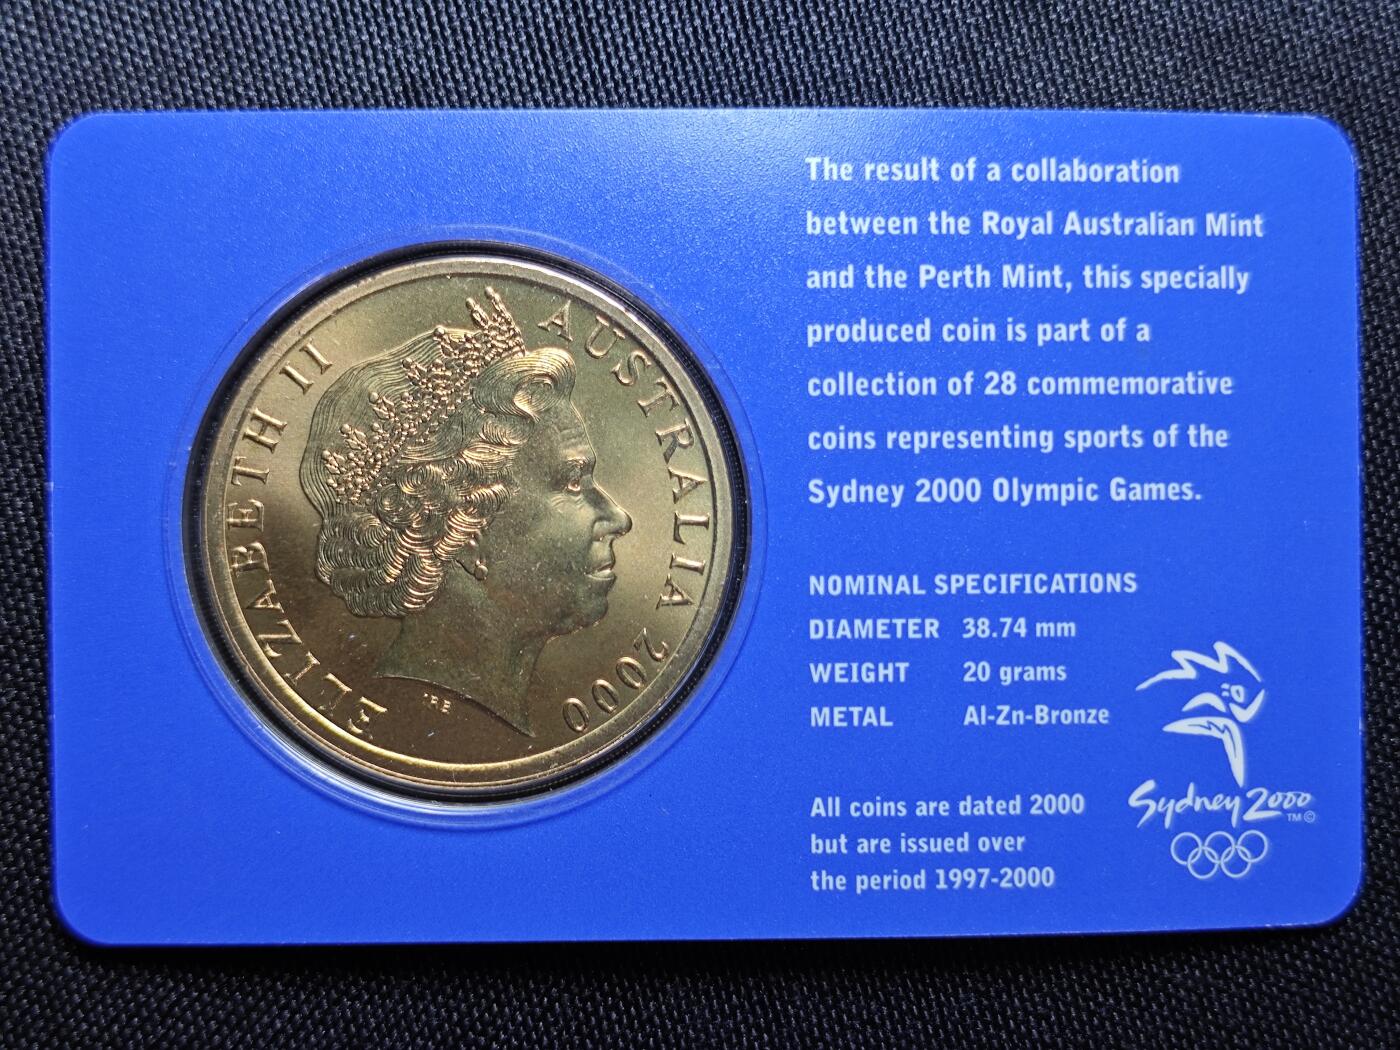 ELIZABETH II AUSTRALIA 2000
IRB
The result of a collaboration
between the Royal Australian Mint
and the Perth Mint, this specially
produced coin is part of a
collection of 28 commemorative
coins representing sports of the
Sydney 2000 Olympic Games.
NOMINAL SPECIFICATIONS
DIAMETER 38.74 mm
WEIGHT 20 grams
METAL Al-Zn-Bronze
All coins are dated 2000
but are issued over
the period 1997-2000
Sydney 2000
TM ©